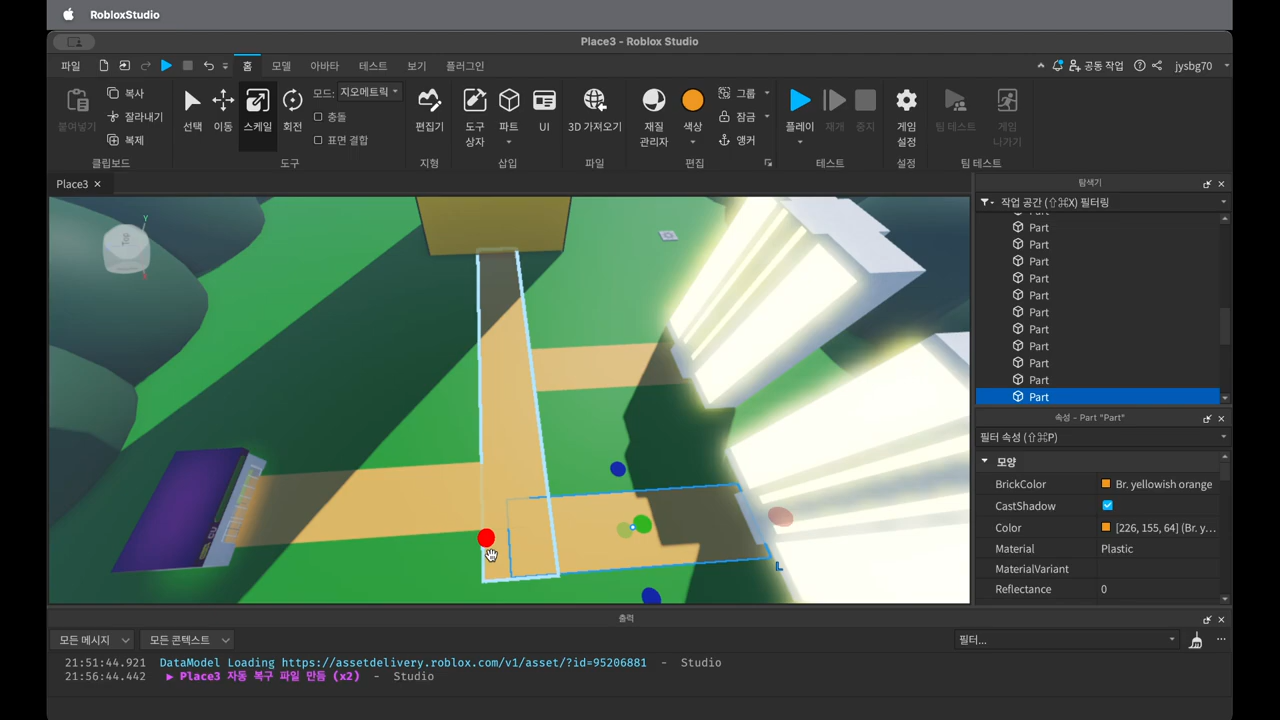 RobloxStudio
Place3 - Roblox Studio
파일 홈 모델 아바타 테스트 보기 플러그인 공동 작업 jysbg70
붙여넣기 복사 잘라내기 복제 클립보드
선택 이동 스케일 회전 모드: 지오메트릭 충돌 표면 결합 도구
편집기 지형
도구 상자 파트 UI 삽입
3D 가져오기 파일
재질 관리자 색상 그룹 잠금 앵커 편집
플레이 재개 중지 테스트
게임 설정 설정
팀 테스트 게임 나가기 팀 테스트
Place3 ×
탐색기
작업 공간 (⇧⌘X) 필터링
Part
Part
Part
Part
Part
Part
Part
Part
Part
Part
Part
Part
y
Top
L
속성 - Part "Part"
필터 속성 (⇧⌘P)
모양
BrickColor Br. yellowish orange
CastShadow
Color [226, 155, 64] (Br. y...
Material Plastic
MaterialVariant
Reflectance 0
출력
모든 메시지 모든 콘텍스트 필터...
21:51:44.921 DataModel Loading https://assetdelivery.roblox.com/v1/asset/?id=95206881 - Studio
21:56:44.442 ▶ Place3 자동 복구 파일 만듬 (x2) - Studio